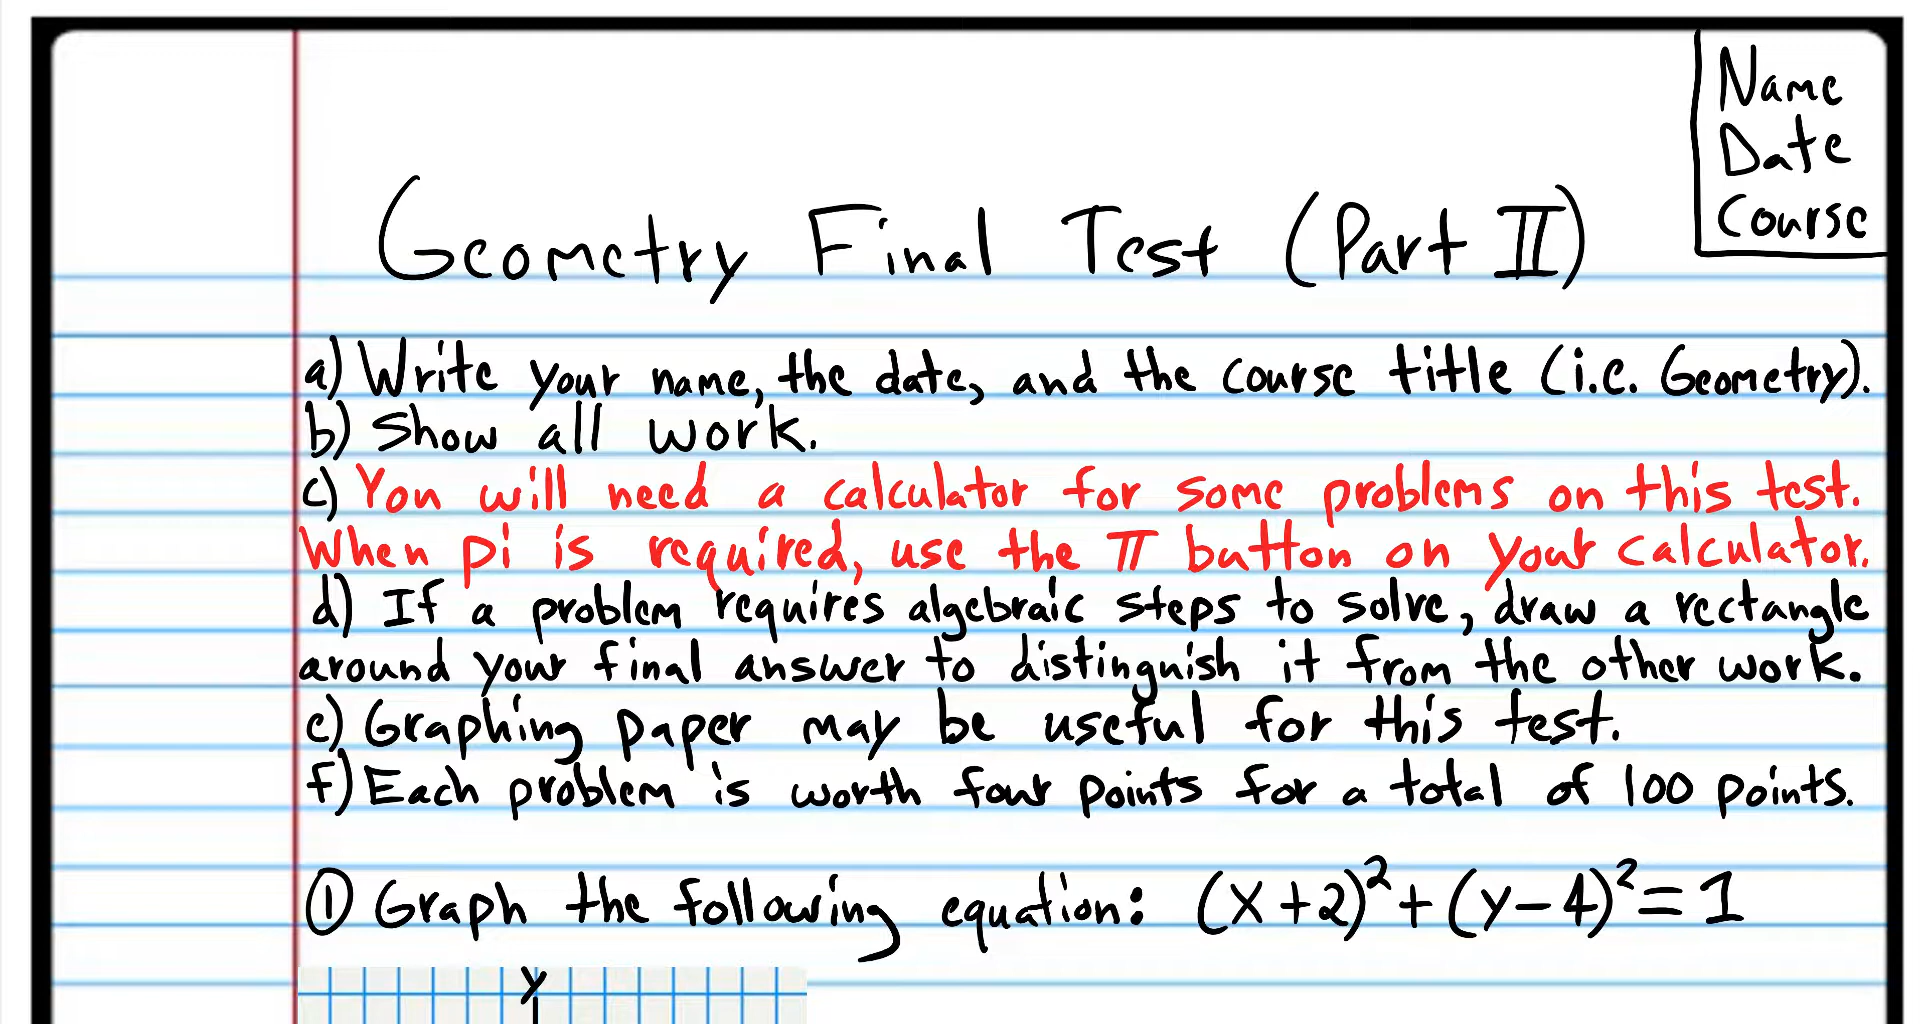 Name
Date
Course
Geometry Final Test (Part II)
a) Write your name, the date, and the course title (i.e. Geometry).
b) Show all work.
c) You will need a calculator for some problems on this test.
When pi is required, use the π button on your calculator.
d) If a problem requires algebraic steps to solve, draw a rectangle
around your final answer to distinguish it from the other work.
e) Graphing paper may be useful for this test.
f) Each problem is worth four points for a total of 100 points.
① Graph the following equation: (x+2)²+(y-4)²=1
y